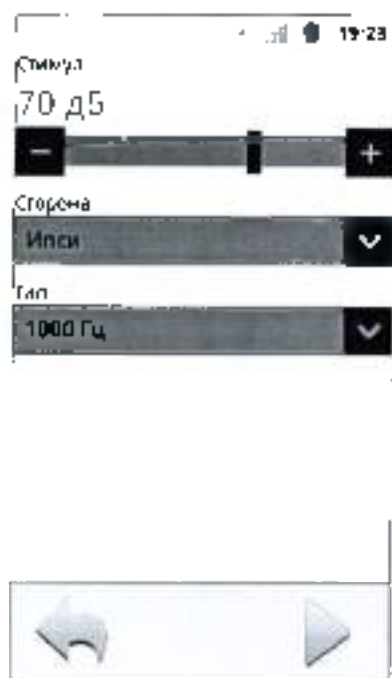 19:23
Стимул
70 дБ
−
+
Сторона
Ипси
Тип
1000 Гц